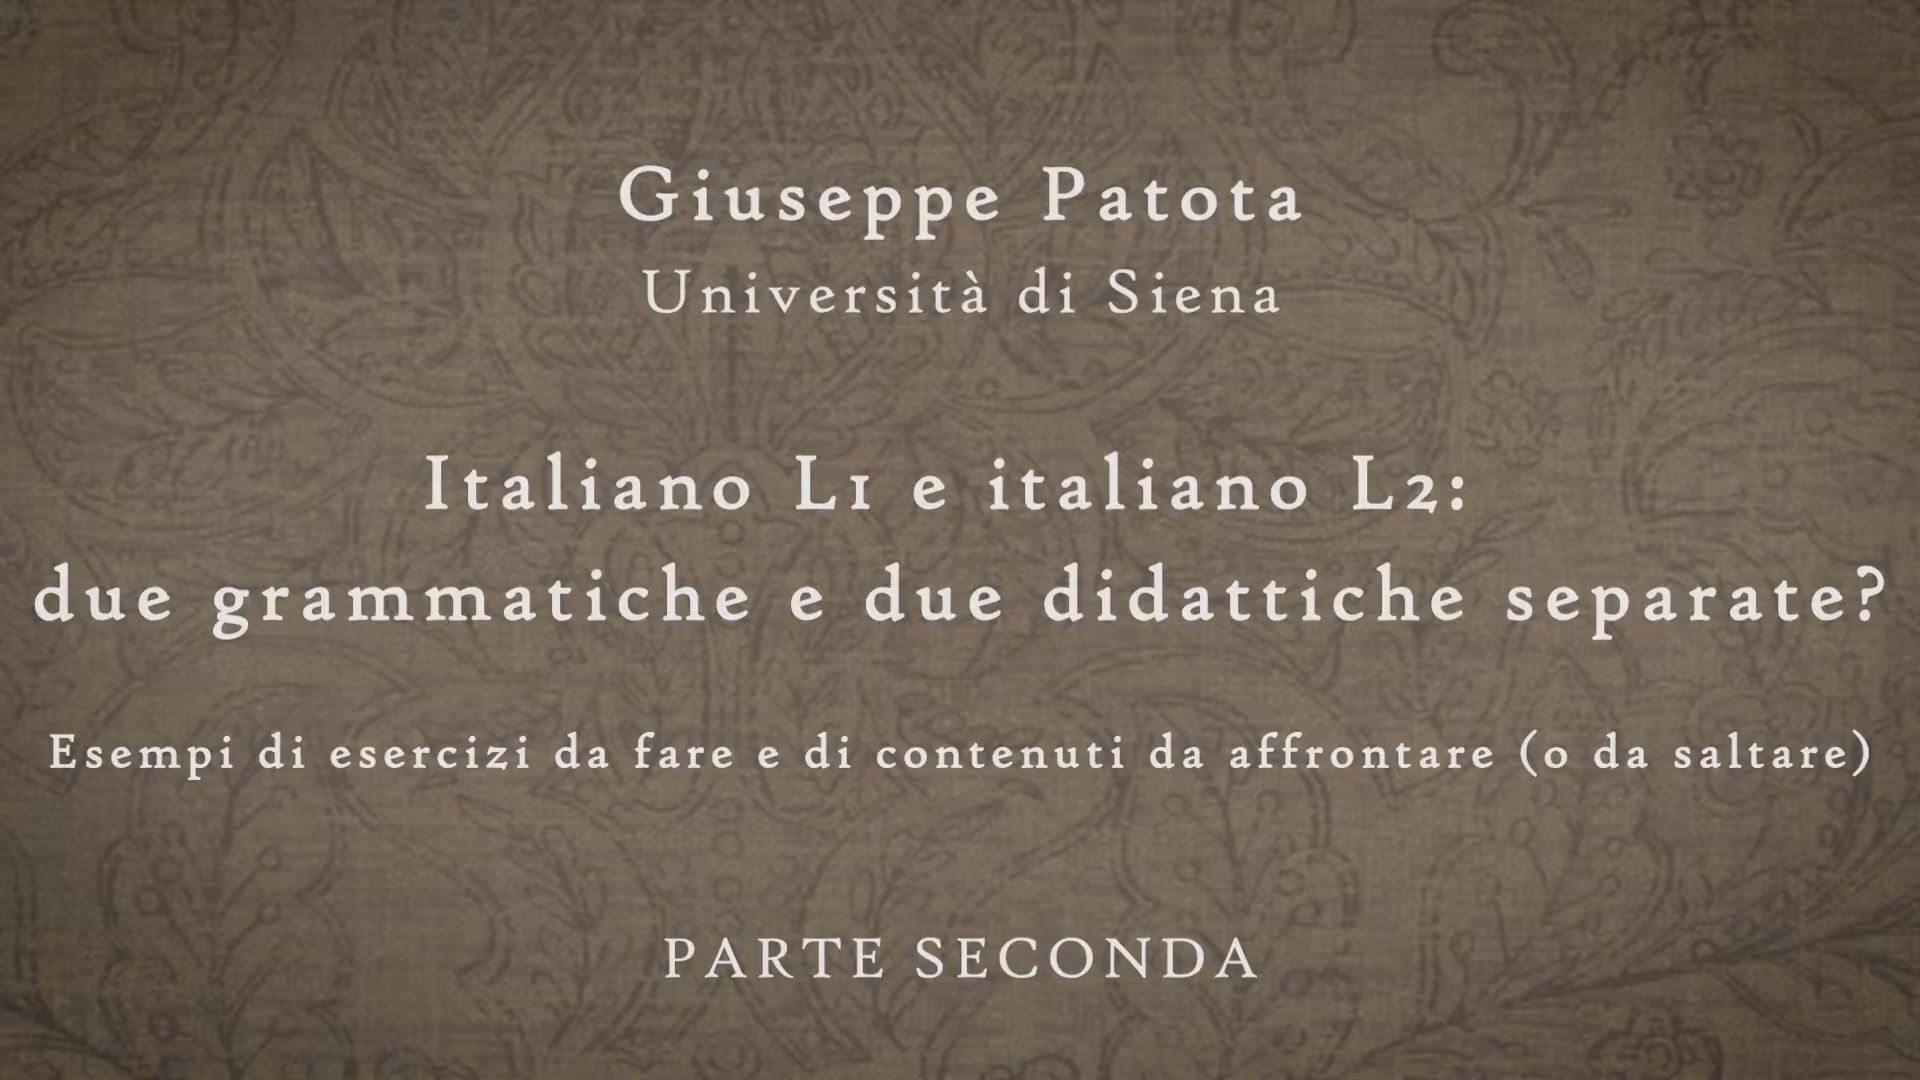 Giuseppe Patota
Università di Siena
Italiano L1 e italiano L2:
due grammatiche e due didattiche separate?
Esempi di esercizi da fare e di contenuti da affrontare (o da saltare)
PARTE SECONDA